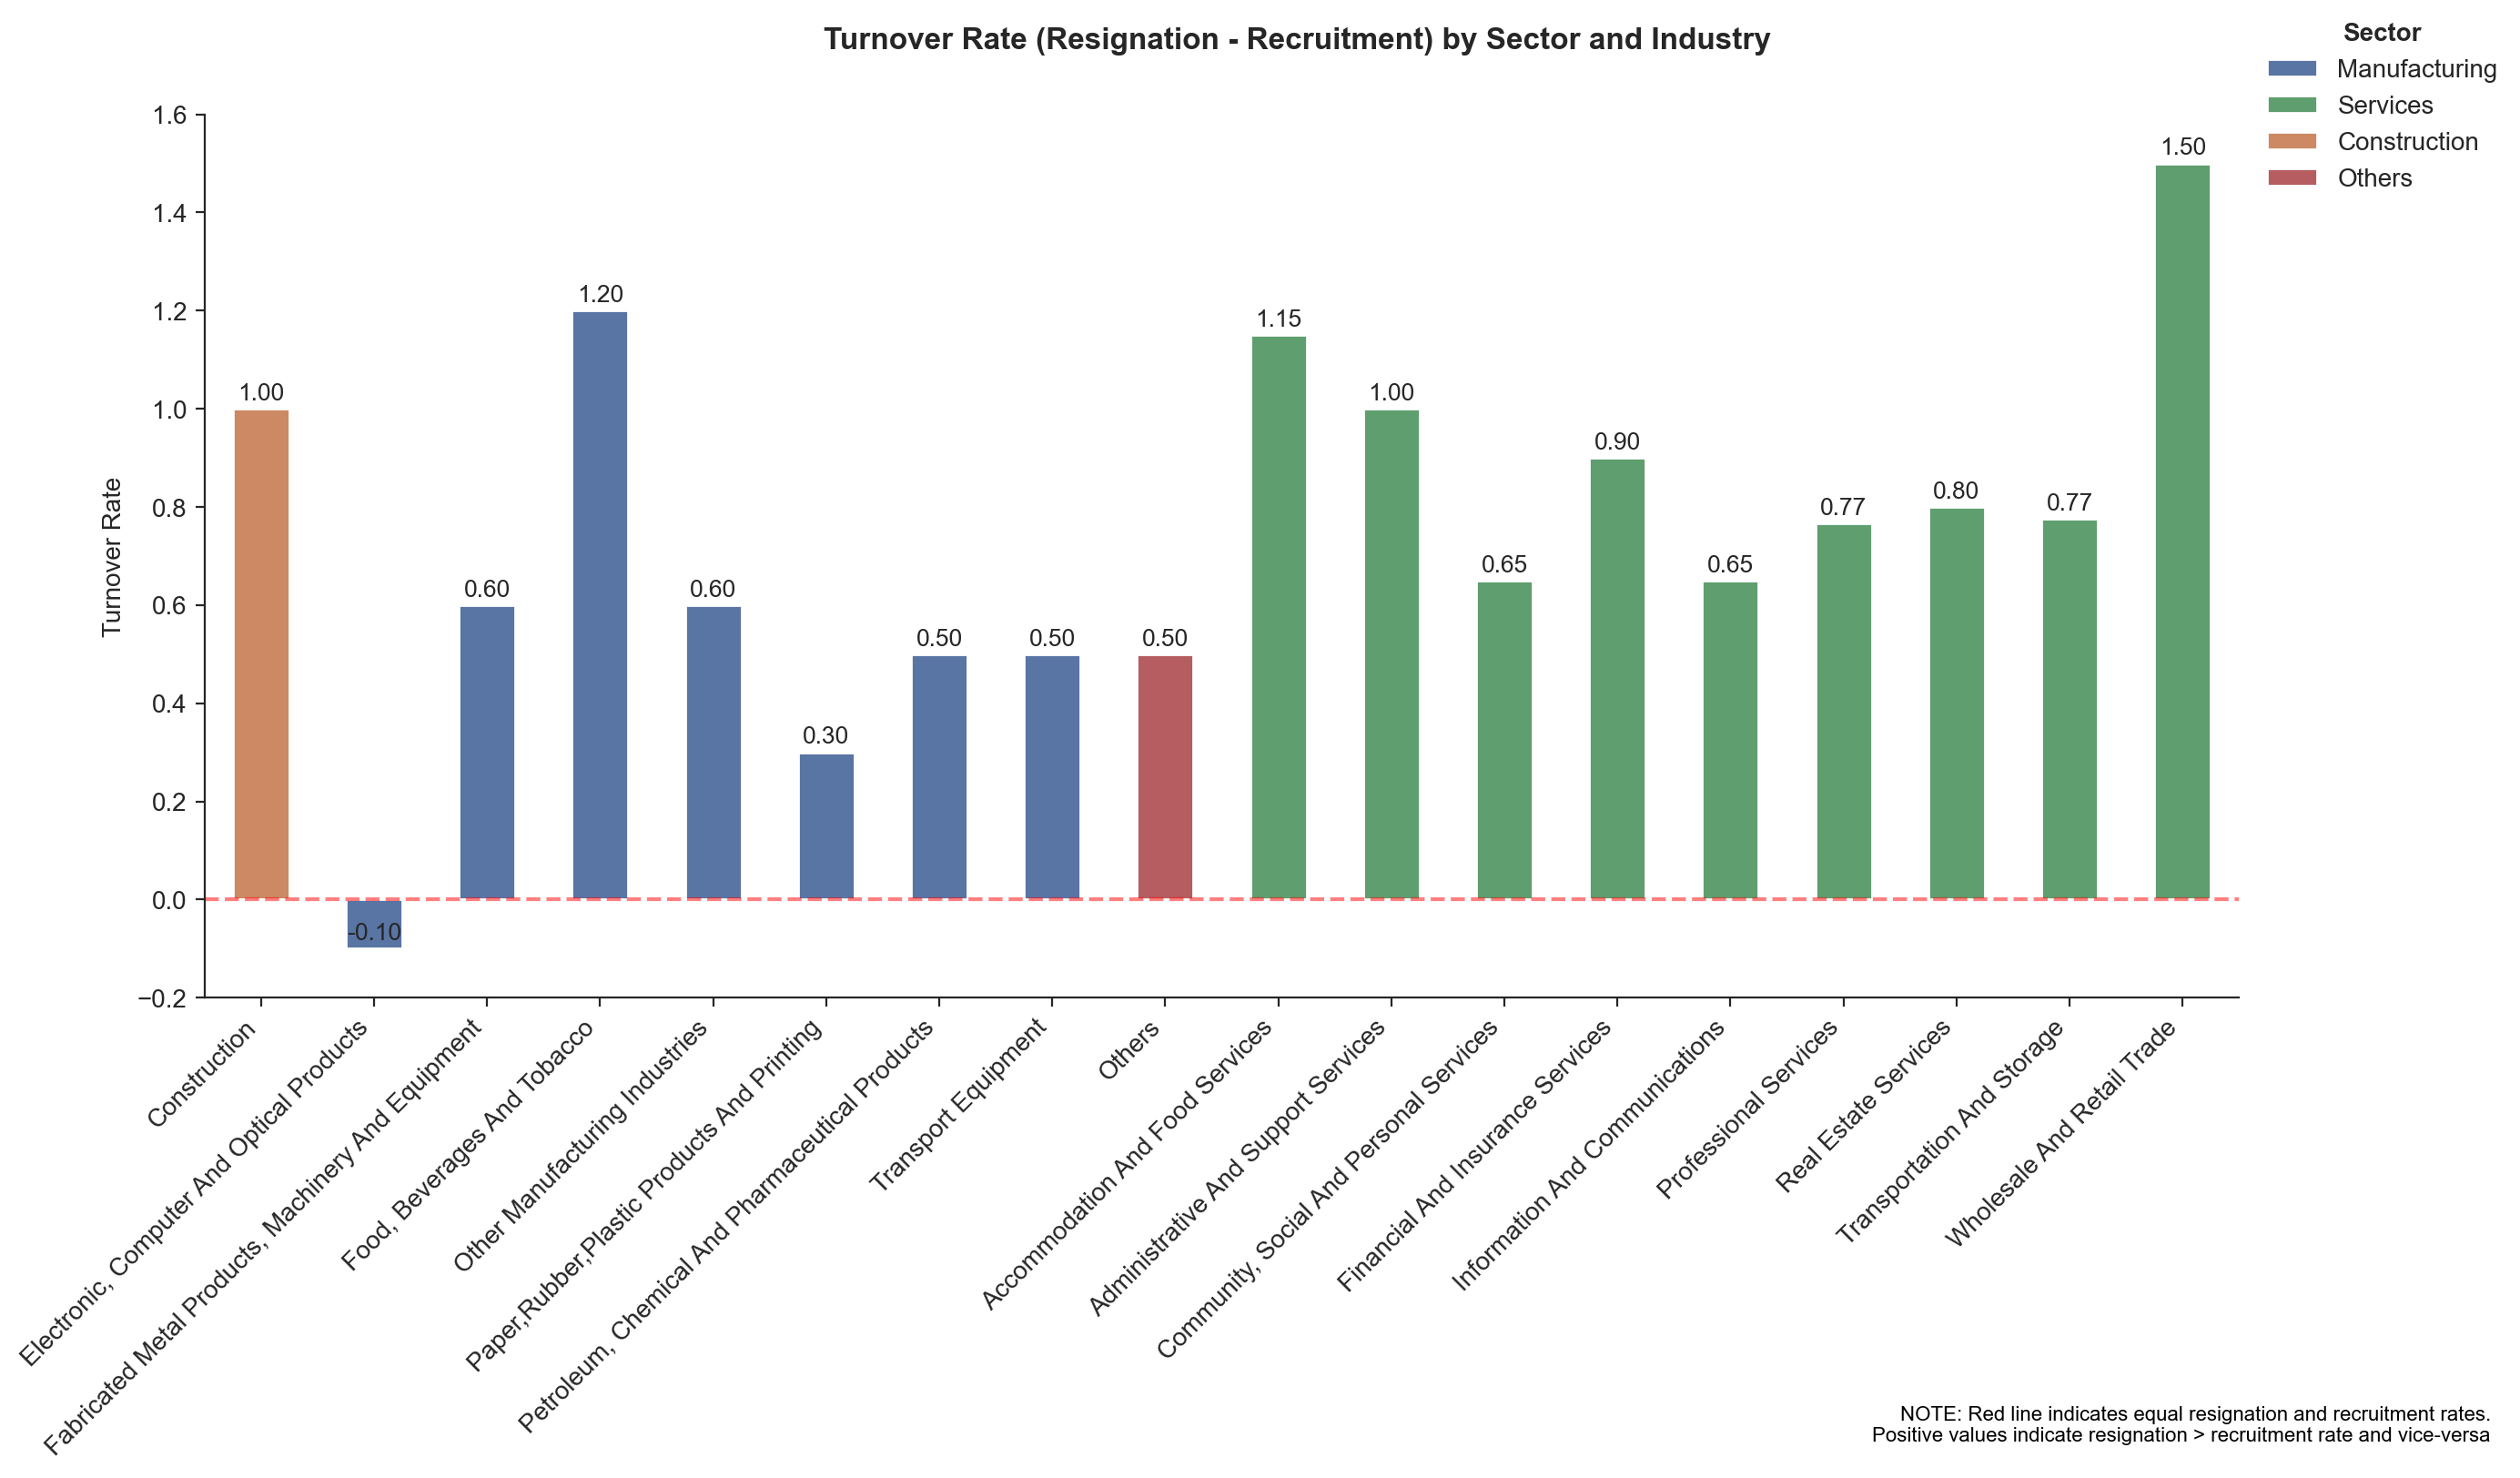 Turnover Rate (Resignation - Recruitment) by Sector and Industry
Sector
Manufacturing
Services
Construction
Others
Turnover Rate
1.6
1.4
1.2
1.0
0.8
0.6
0.4
0.2
0.0
−0.2
1.00
-0.10
0.60
1.20
0.60
0.30
0.50
0.50
0.50
1.15
1.00
0.65
0.90
0.65
0.77
0.80
0.77
1.50
Construction
Electronic, Computer And Optical Products
Fabricated Metal Products, Machinery And Equipment
Food, Beverages And Tobacco
Other Manufacturing Industries
Paper,Rubber,Plastic Products And Printing
Petroleum, Chemical And Pharmaceutical Products
Transport Equipment
Others
Accommodation And Food Services
Administrative And Support Services
Community, Social And Personal Services
Financial And Insurance Services
Information And Communications
Professional Services
Real Estate Services
Transportation And Storage
Wholesale And Retail Trade
NOTE: Red line indicates equal resignation and recruitment rates.
Positive values indicate resignation > recruitment rate and vice-versa